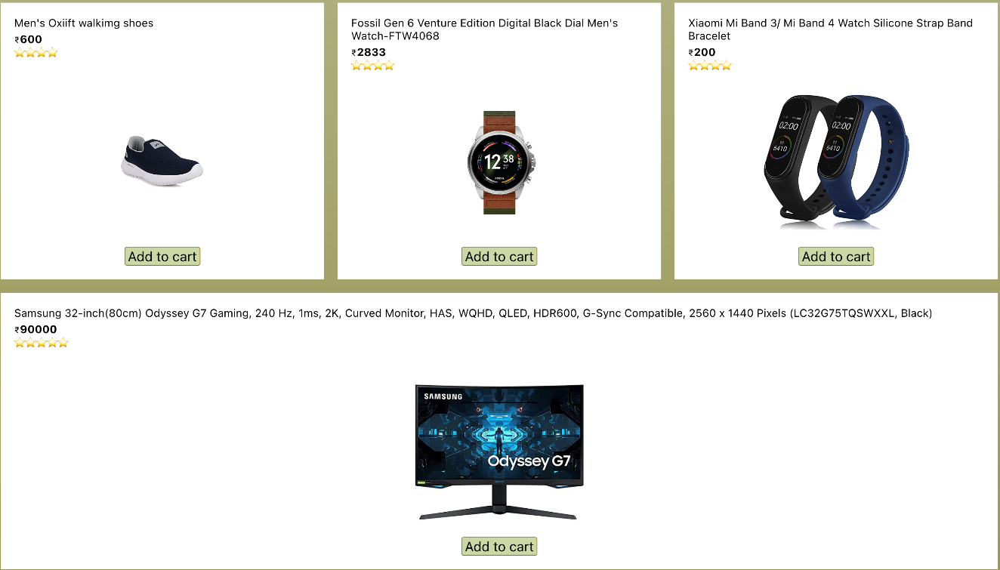 Men's Oxiift walkimg shoes
₹600
Fossil Gen 6 Venture Edition Digital Black Dial Men's
Watch-FTW4068
₹2833
12 38
FOSSIL
Xiaomi Mi Band 3/ Mi Band 4 Watch Silicone Strap Band
Bracelet
₹200
02:00
6410
02:00
6410
Add to cart
Add to cart
Add to cart
Samsung 32-inch(80cm) Odyssey G7 Gaming, 240 Hz, 1ms, 2K, Curved Monitor, HAS, WQHD, QLED, HDR600, G-Sync Compatible, 2560 x 1440 Pixels (LC32G75TQSWXXL, Black)
₹90000
SAMSUNG
Odyssey G7
Add to cart